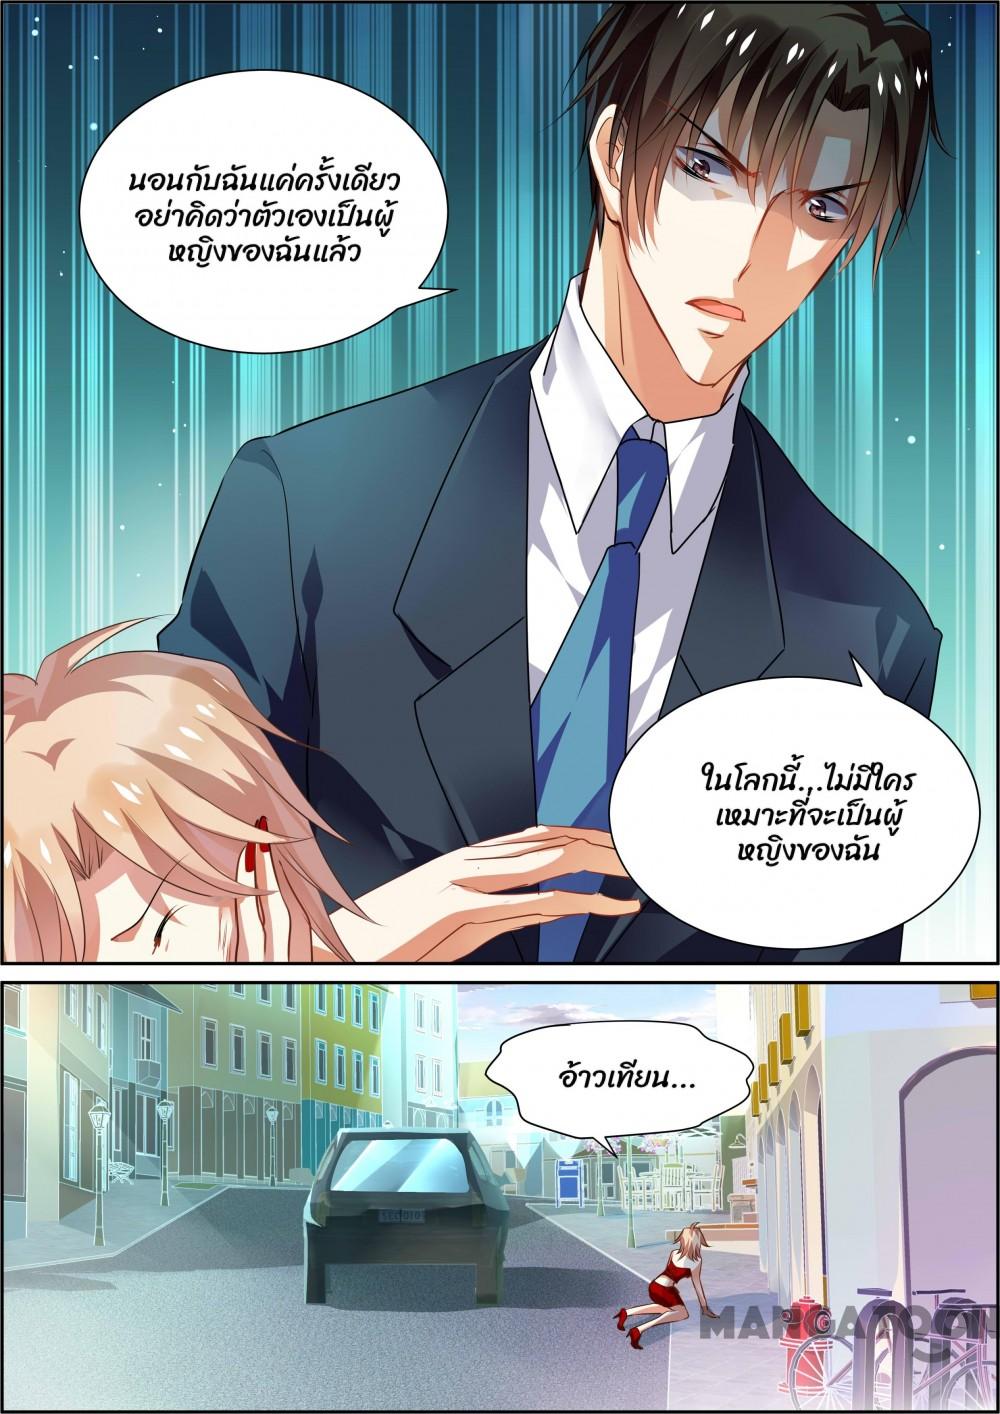 นอนกับฉันแค่ครั้งเดียว
อย่าคิดว่าตัวเองเป็นผู้
หญิงของฉันแล้ว
ในโลกนี้...ไม่มีใคร
เหมาะที่จะเป็นผู้
หญิงของฉัน
อ้าวเทียน...
MANGATOON